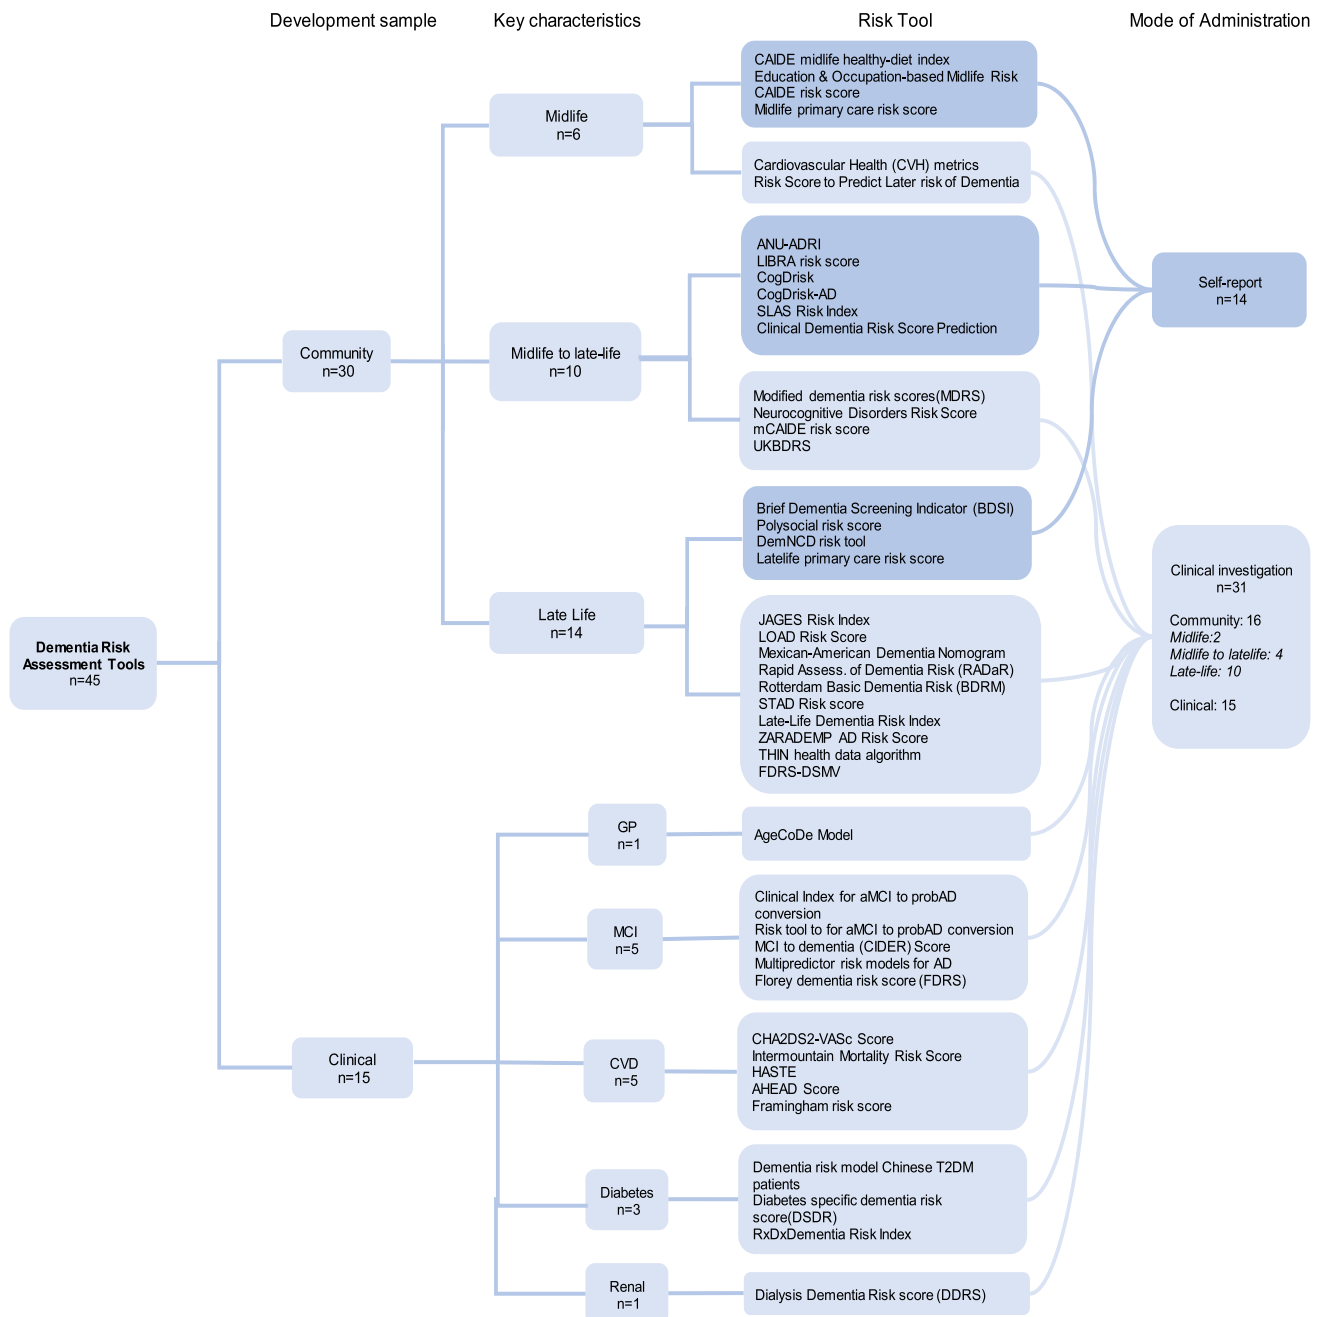 Development sample
Key characteristics
Risk Tool
Mode of Administration
Dementia Risk
Assessment Tools
n=45
Community
n=30
Midlife
n=6
CAIDE midlife healthy-diet index
Education & Occupation-based Midlife Risk
CAIDE risk score
Midlife primary care risk score
Cardiovascular Health (CVH) metrics
Risk Score to Predict Later risk of Dementia
Midlife to late-life
n=10
ANU-ADRI
LIBRA risk score
CogDrisk
CogDrisk-AD
SLAS Risk Index
Clinical Dementia Risk Score Prediction
Modified dementia risk scores(MDRS)
Neurocognitive Disorders Risk Score
mCAIDE risk score
UKBDRS
Late Life
n=14
Brief Dementia Screening Indicator (BDSI)
Polysocial risk score
DemNCD risk tool
Latelife primary care risk score
JAGES Risk Index
LOAD Risk Score
Mexican-American Dementia Nomogram
Rapid Assess. of Dementia Risk (RADaR)
Rotterdam Basic Dementia Risk (BDRM)
STAD Risk score
Late-Life Dementia Risk Index
ZARADEMP AD Risk Score
THIN health data algorithm
FDRS-DSMV
Clinical
n=15
GP
n=1
AgeCoDe Model
MCI
n=5
Clinical Index for aMCI to probAD
conversion
Risk tool to for aMCI to probAD conversion
MCI to dementia (CIDER) Score
Multipredictor risk models for AD
Florey dementia risk score (FDRS)
CVD
n=5
CHA2DS2-VASc Score
Intermountain Mortality Risk Score
HASTE
AHEAD Score
Framingham risk score
Diabetes
n=3
Dementia risk model Chinese T2DM
patients
Diabetes specific dementia risk
score(DSDR)
RxDxDementia Risk Index
Renal
n=1
Dialysis Dementia Risk score (DDRS)
Self-report
n=14
Clinical investigation
n=31
Community: 16
Midlife:2
Midlife to latelife: 4
Late-life: 10
Clinical: 15